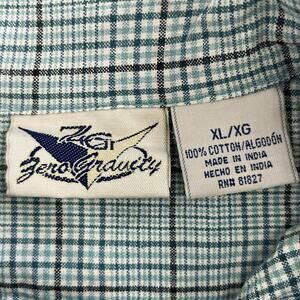 ZG
Zero Gravity
XL/XG
100% COTTON/ALGODÓN
MADE IN INDIA
HECHO EN INDIA
RN# 81827